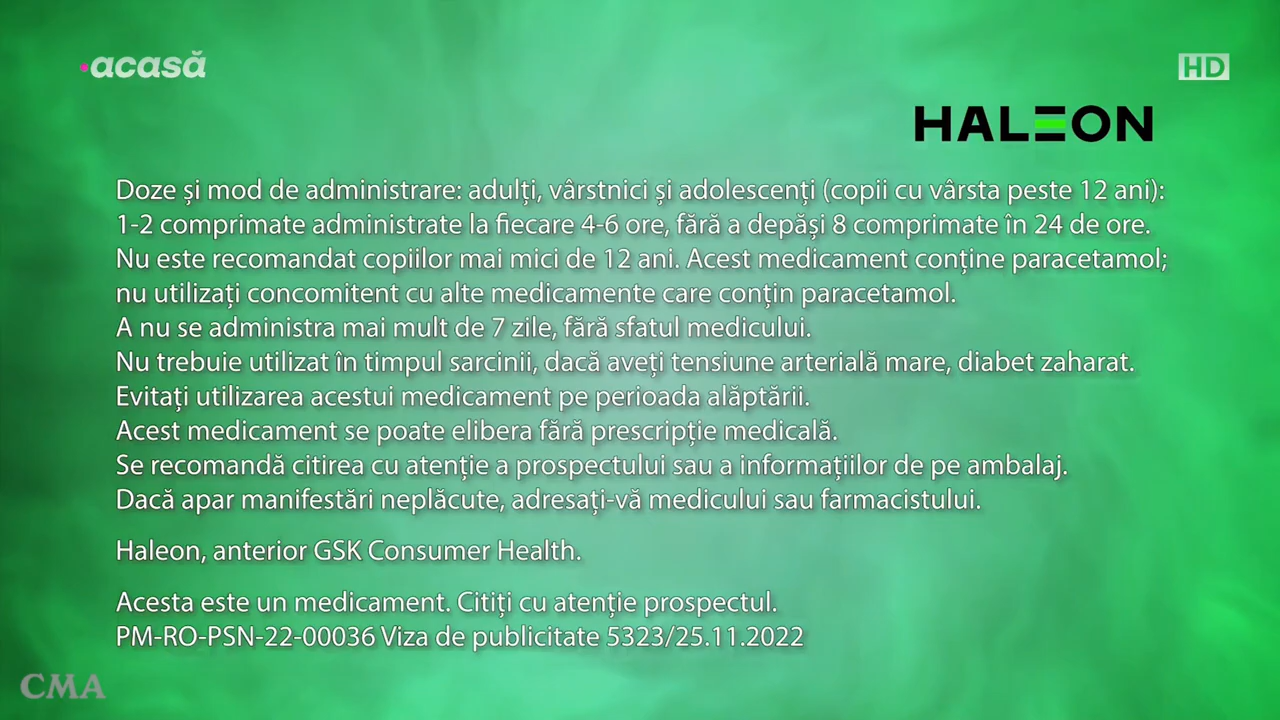 acasă
HD
HALEON
Doze și mod de administrare: adulți, vârstnici și adolescenți (copii cu vârsta peste 12 ani):
1-2 comprimate administrate la fiecare 4-6 ore, fără a depăși 8 comprimate în 24 de ore.
Nu este recomandat copiilor mai mici de 12 ani. Acest medicament conține paracetamol;
nu utilizați concomitent cu alte medicamente care conțin paracetamol.
A nu se administra mai mult de 7 zile, fără sfatul medicului.
Nu trebuie utilizat în timpul sarcinii, dacă aveți tensiune arterială mare, diabet zaharat.
Evitați utilizarea acestui medicament pe perioada alăptării.
Acest medicament se poate elibera fără prescripție medicală.
Se recomandă citirea cu atenție a prospectului sau a informațiilor de pe ambalaj.
Dacă apar manifestări neplăcute, adresați-vă medicului sau farmacistului.
Haleon, anterior GSK Consumer Health.
Acesta este un medicament. Citiți cu atenție prospectul.
PM-RO-PSN-22-00036 Viza de publicitate 5323/25.11.2022
CMA